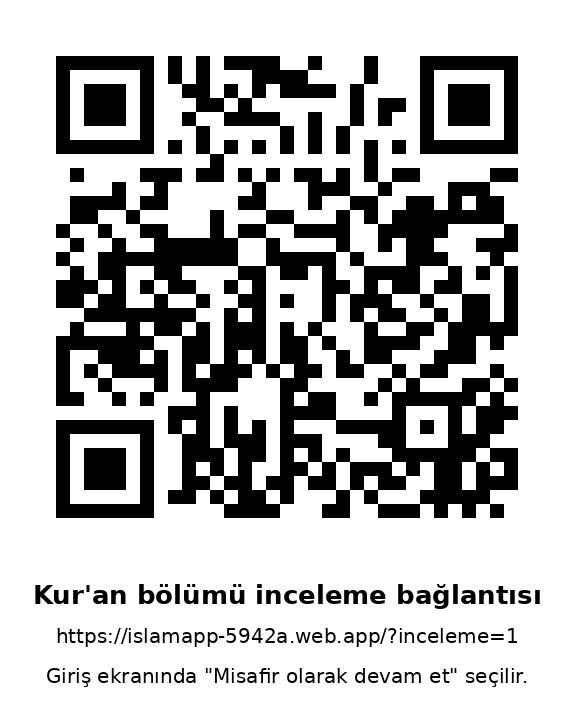 Kur'an bölümü inceleme bağlantısı
https://islamapp-5942a.web.app/?inceleme=1
Giriş ekranında "Misafir olarak devam et" seçilir.